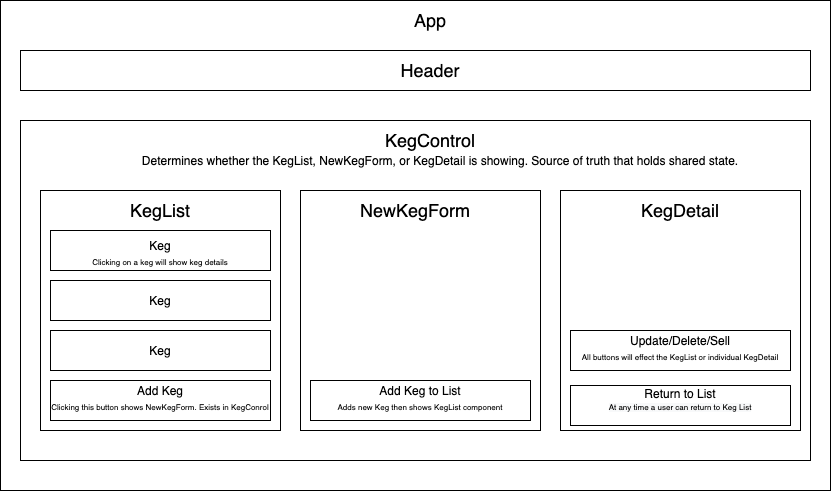 App
Header
KegControl
Determines whether the KegList, NewKegForm, or KegDetail is showing. Source of truth that holds shared state.
KegList
Keg
Clicking on a keg will show keg details
Keg
Keg
Add Keg
Clicking this button shows NewKegForm. Exists in KegConrol
NewKegForm
Add Keg to List
Adds new Keg then shows KegList component
KegDetail
Update/Delete/Sell
All buttons will effect the KegList or individual KegDetail
Return to List
At any time a user can return to Keg List